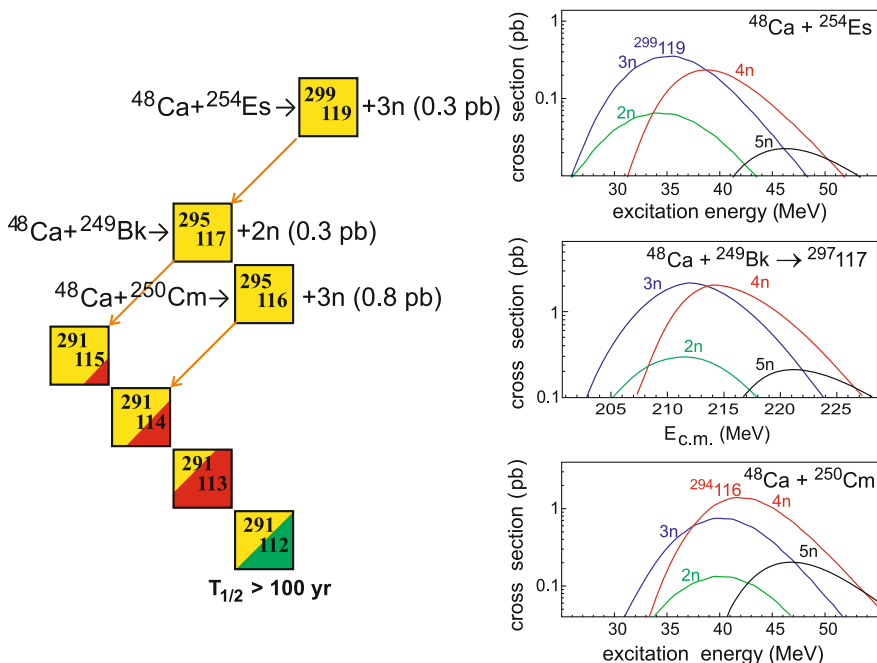 ⁴⁸Ca+²⁵⁴Es→ 299 119 +3n (0.3 pb)
⁴⁸Ca+²⁴⁹Bk→ 295 117 +2n (0.3 pb)
⁴⁸Ca+²⁵⁰Cm→ 295 116 +3n (0.8 pb)
291 115
291 114
291 113
291 112
T₁/₂ > 100 yr
⁴⁸Ca + ²⁵⁴Es
cross section (pb)
1
0.1
3n
²⁹⁹119
4n
2n
5n
30 35 40 45 50
excitation energy (MeV)
⁴⁸Ca + ²⁴⁹Bk → ²⁹⁷117
cross section (pb)
1
0.1
3n
4n
2n
5n
205 210 215 220 225
E c.m. (MeV)
⁴⁸Ca + ²⁵⁰Cm
cross section (pb)
1
0.1
²⁹⁴116
4n
3n
2n
5n
30 35 40 45 50
excitation energy (MeV)